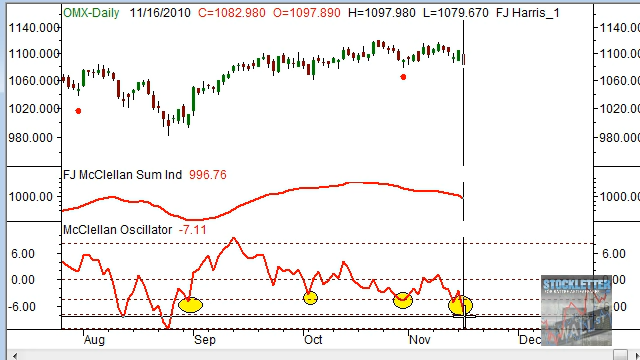 OMX-Daily 11/16/2010 C=1082.980 O=1097.890 H=1097.980 L=1079.670 FJ Harris_1
1140.000 1140.000
1100.000 1100.000
1060.000 1060.000
1020.000 1020.000
980.000 980.000
FJ McClellan Sum Ind 996.76
1000.00 1000.00
McClellan Oscillator -7.11
6.00 6.00
0.00 0.00
-6.00 -6.00
STOCKLETTER
WALL ST
Aug Sep Oct Nov Dec